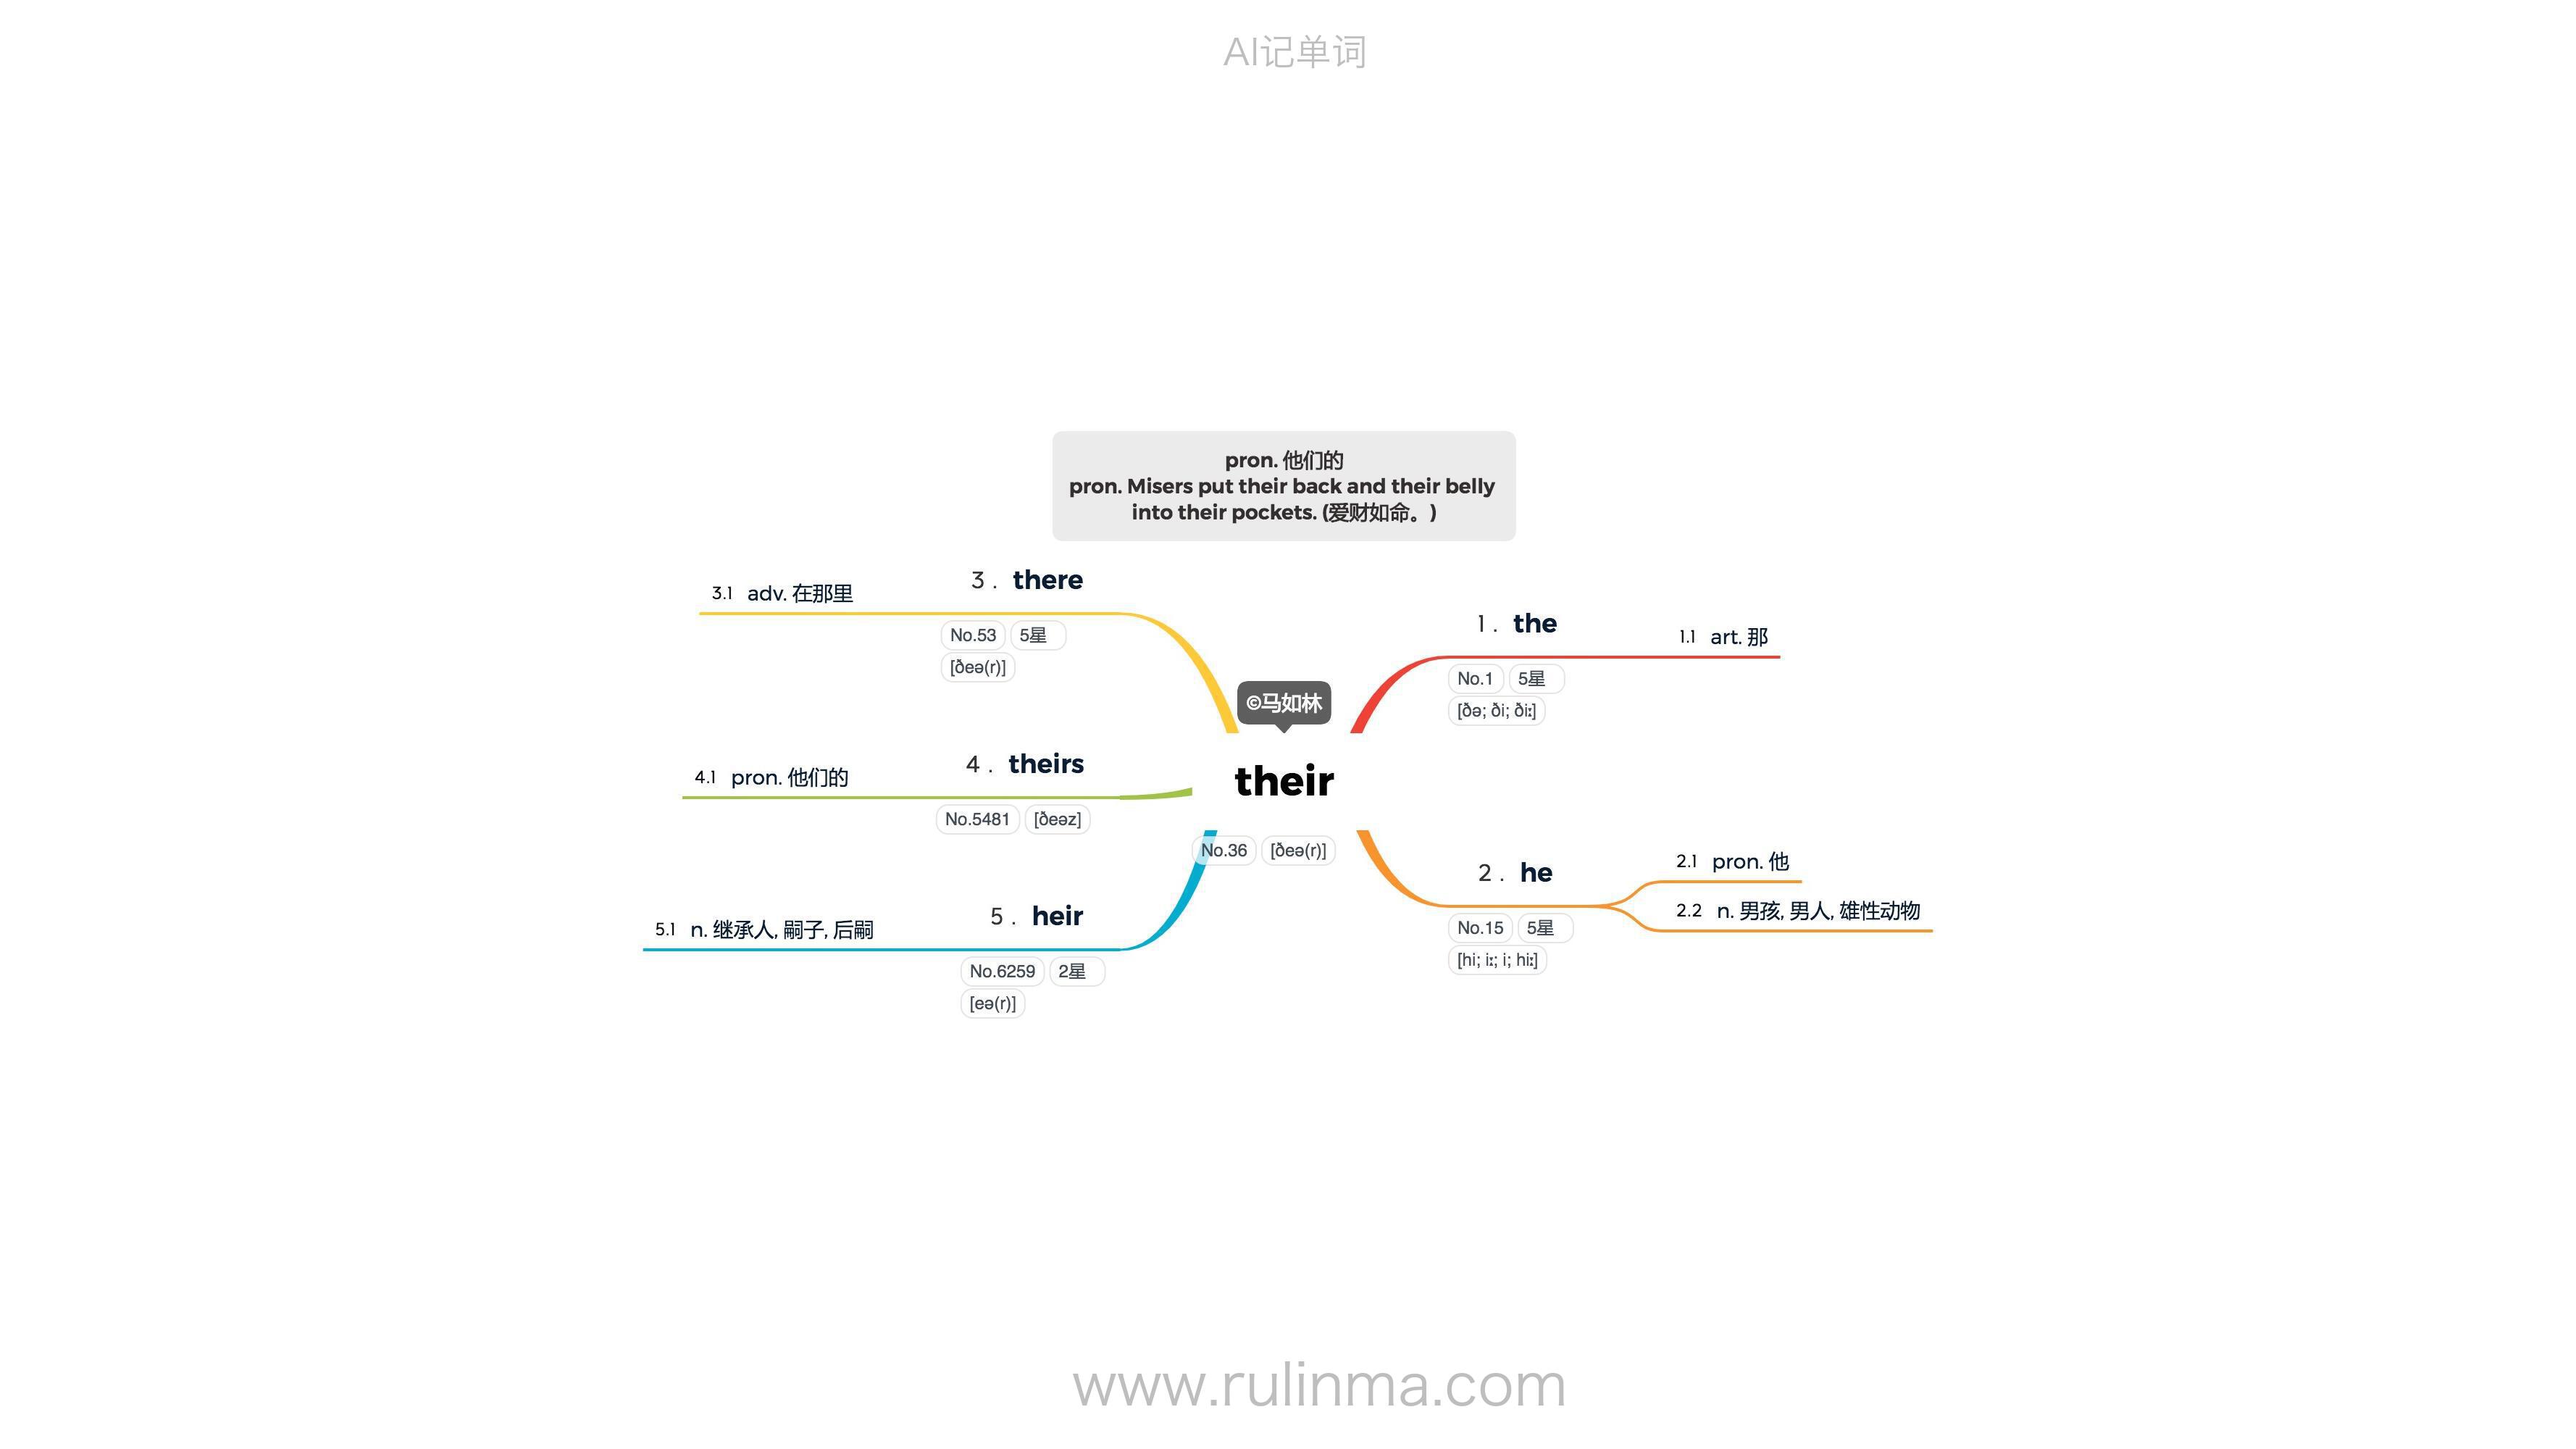 AI记单词
pron. 他们的
pron. Misers put their back and their belly
into their pockets. (爱财如命。)
3 . there
3.1 adv. 在那里
No.53 5星
[ðeə(r)]
1 . the
1.1 art. 那
No.1 5星
[ðə; ði; ðiː]
©马如林
their
No.36 [ðeə(r)]
4 . theirs
4.1 pron. 他们的
No.5481 [ðeəz]
2 . he
2.1 pron. 他
2.2 n. 男孩, 男人, 雄性动物
No.15 5星
[hi; iː; i; hiː]
5 . heir
5.1 n. 继承人, 嗣子, 后嗣
No.6259 2星
[eə(r)]
www.rulinma.com